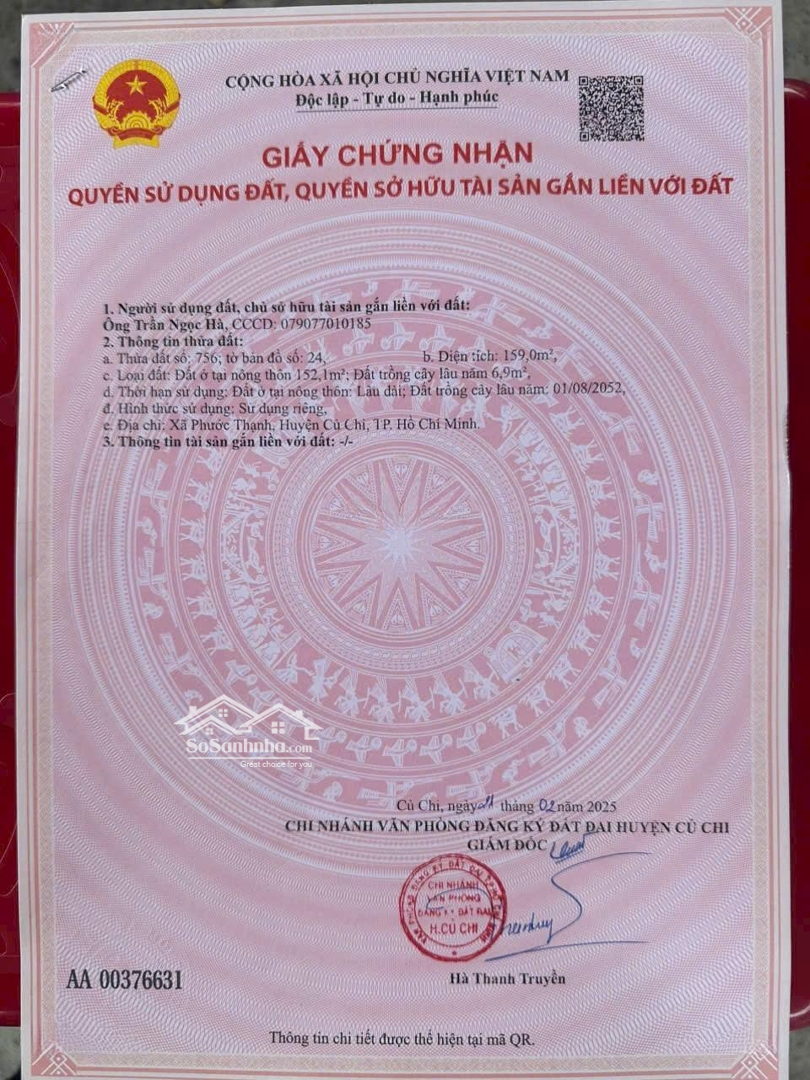 CỘNG HÒA XÃ HỘI CHỦ NGHĨA VIỆT NAM
Độc lập - Tự do - Hạnh phúc
GIẤY CHỨNG NHẬN
QUYỀN SỬ DỤNG ĐẤT, QUYỀN SỞ HỮU TÀI SẢN GẮN LIỀN VỚI ĐẤT
1. Người sử dụng đất, chủ sở hữu tài sản gắn liền với đất:
Ông Trần Ngọc Hà, CCCD: 079077010185
2. Thông tin thửa đất:
a. Thửa đất số: 756; tờ bản đồ số: 24, b. Diện tích: 159,0m²,
c. Loại đất: Đất ở tại nông thôn 152,1m²; Đất trồng cây lâu năm 6,9m²,
d. Thời hạn sử dụng: Đất ở tại nông thôn: Lâu dài; Đất trồng cây lâu năm: 01/08/2052,
đ. Hình thức sử dụng: Sử dụng riêng,
e. Địa chỉ: Xã Phước Thạnh, Huyện Củ Chi, TP. Hồ Chí Minh.
3. Thông tin tài sản gắn liền với đất: -/-
SoSanhnha.com
Great choice for you
Củ Chi, ngày tháng 02 năm 2025
CHI NHÁNH VĂN PHÒNG ĐĂNG KÝ ĐẤT ĐAI HUYỆN CỦ CHI
GIÁM ĐỐC
CHI NHÁNH
VĂN PHÒNG
ĐĂNG KÝ ĐẤT ĐAI
H.CỦ CHI
AA 00376631
Hà Thanh Truyền
Thông tin chi tiết được thể hiện tại mã QR.